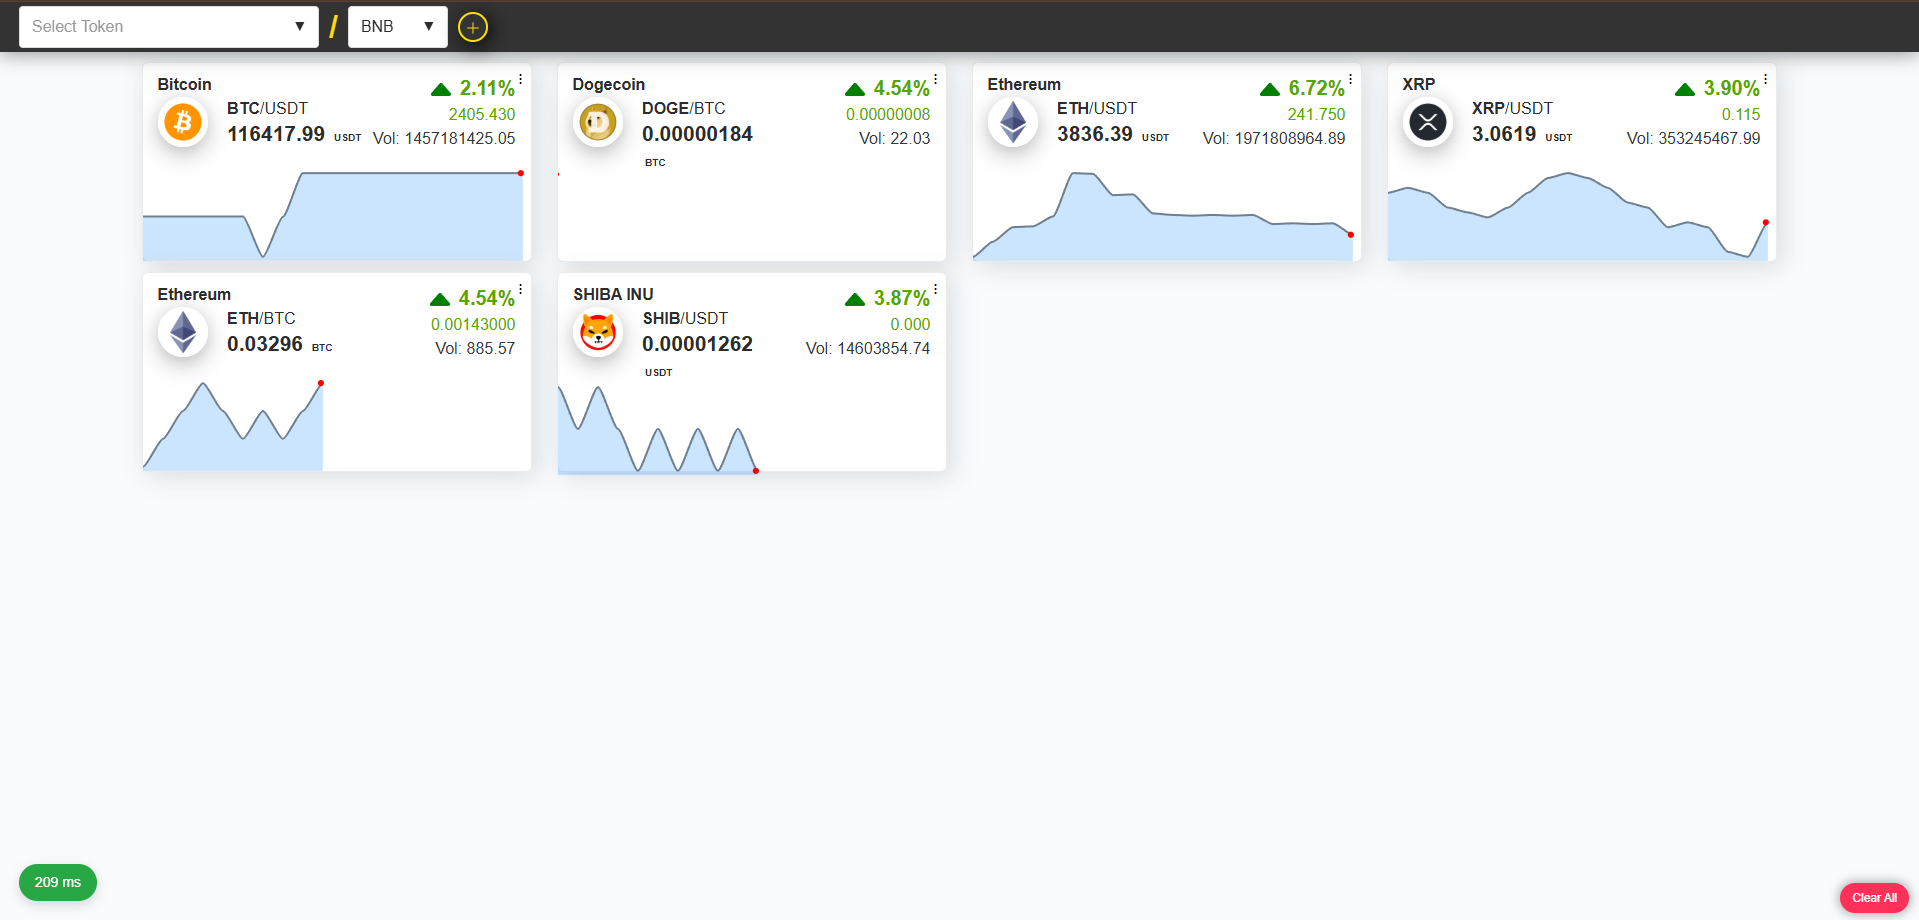 Select Token ▼ / BNB ▼ +
Bitcoin
2.11%
BTC/USDT
2405.430
116417.99 USDT
Vol: 1457181425.05
Dogecoin
4.54%
DOGE/BTC
0.00000008
0.00000184
Vol: 22.03
BTC
Ethereum
6.72%
ETH/USDT
241.750
3836.39 USDT
Vol: 1971808964.89
XRP
3.90%
XRP/USDT
0.115
3.0619 USDT
Vol: 353245467.99
Ethereum
4.54%
ETH/BTC
0.00143000
0.03296 BTC
Vol: 885.57
SHIBA INU
3.87%
SHIB/USDT
0.000
0.00001262
Vol: 14603854.74
USDT
209 ms
Clear All